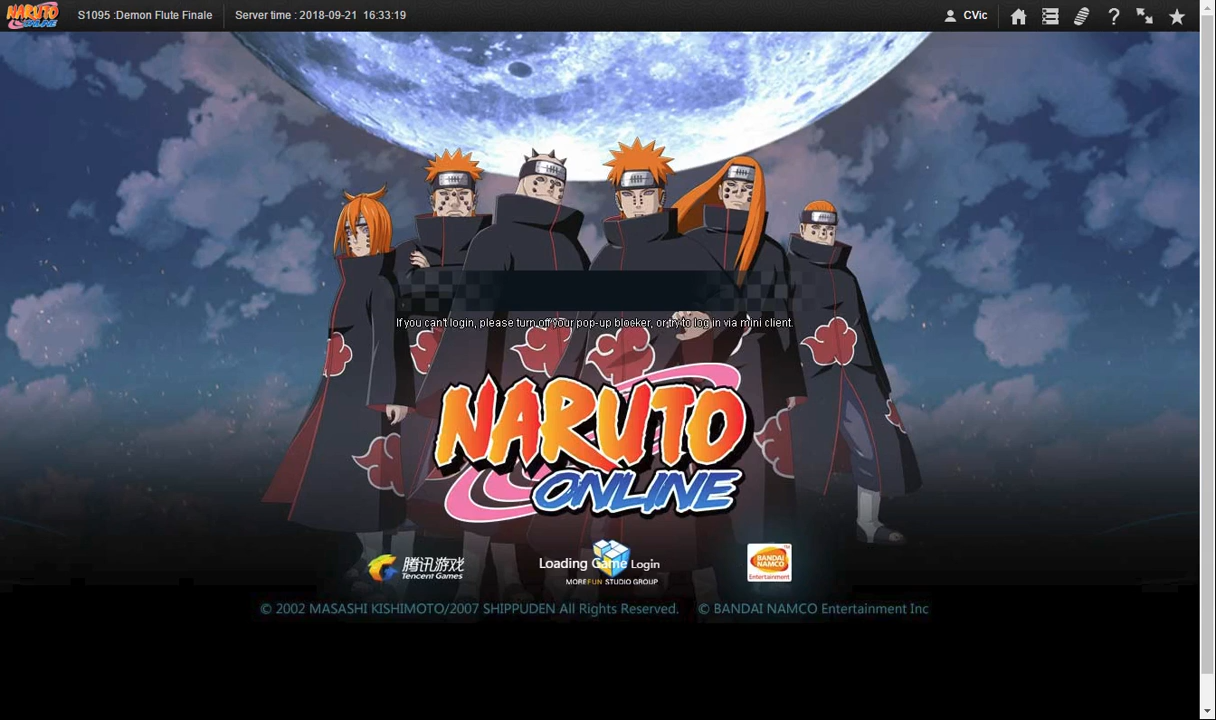 NARUTO ONLINE
S1095 :Demon Flute Finale
Server time : 2018-09-21 16:33:19
CVic
?
If you can't login, please turn off your pop-up blocker, or try to log in via mini client.
NARUTO
ONLINE
腾讯游戏
Tencent Games
Loading Game Login
MOREFUN STUDIO GROUP
BANDAI
NAMCO
Entertainment
© 2002 MASASHI KISHIMOTO/2007 SHIPPUDEN All Rights Reserved. © BANDAI NAMCO Entertainment Inc